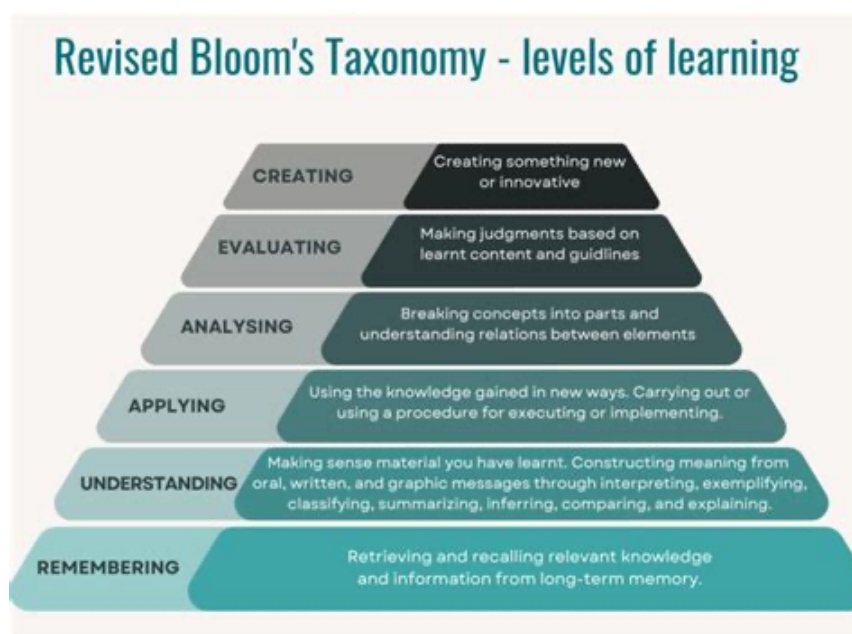 Revised Bloom's Taxonomy - levels of learning
CREATING
Creating something new
or innovative
EVALUATING
Making judgments based on
learnt content and guidlines
ANALYSING
Breaking concepts into parts and
understanding relations between elements
APPLYING
Using the knowledge gained in new ways. Carrying out or
using a procedure for executing or implementing.
UNDERSTANDING
Making sense material you have learnt. Constructing meaning from
oral, written, and graphic messages through interpreting, exemplifying,
classifying, summarizing, inferring, comparing, and explaining.
REMEMBERING
Retrieving and recalling relevant knowledge
and information from long-term memory.